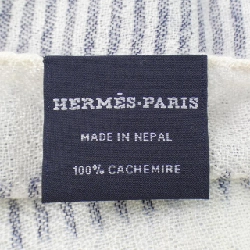 HERMÈS-PARIS
MADE IN NEPAL
100% CACHEMIRE